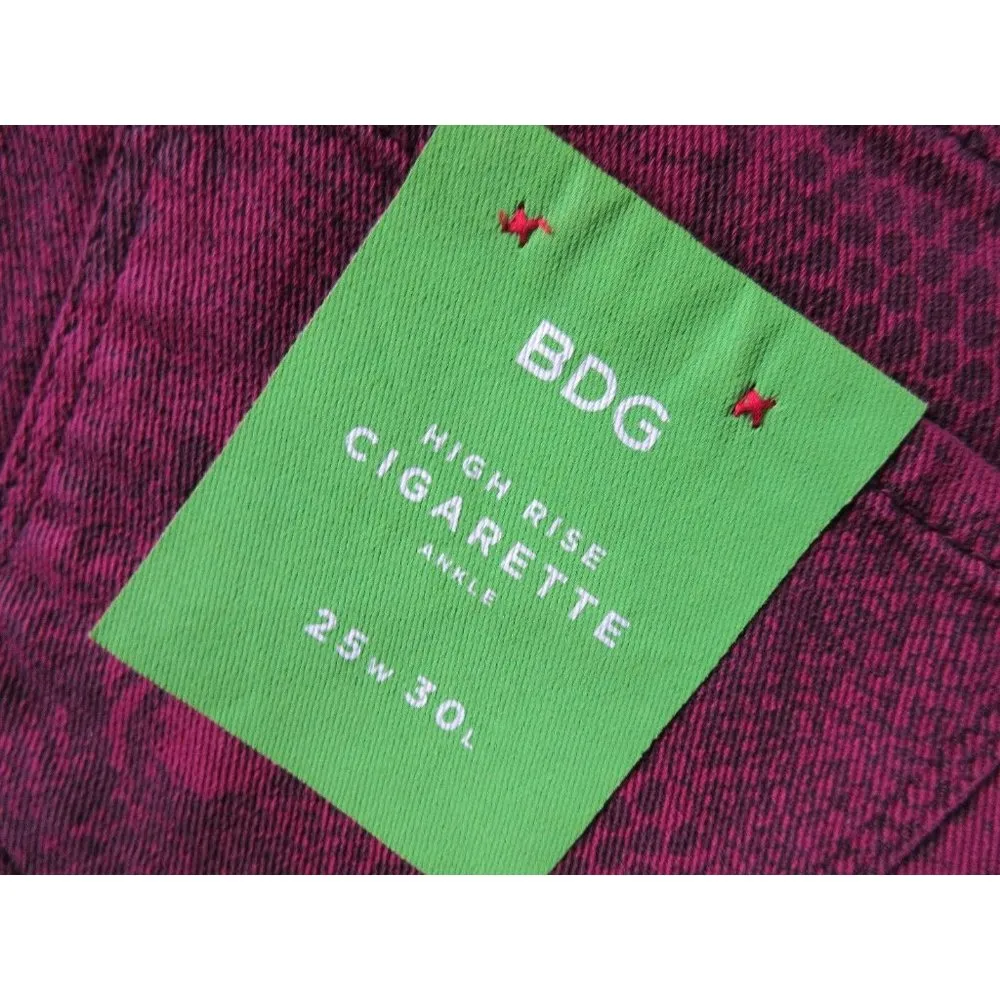 BDG
HIGH RISE
CIGARETTE
ANKLE
25W 30L